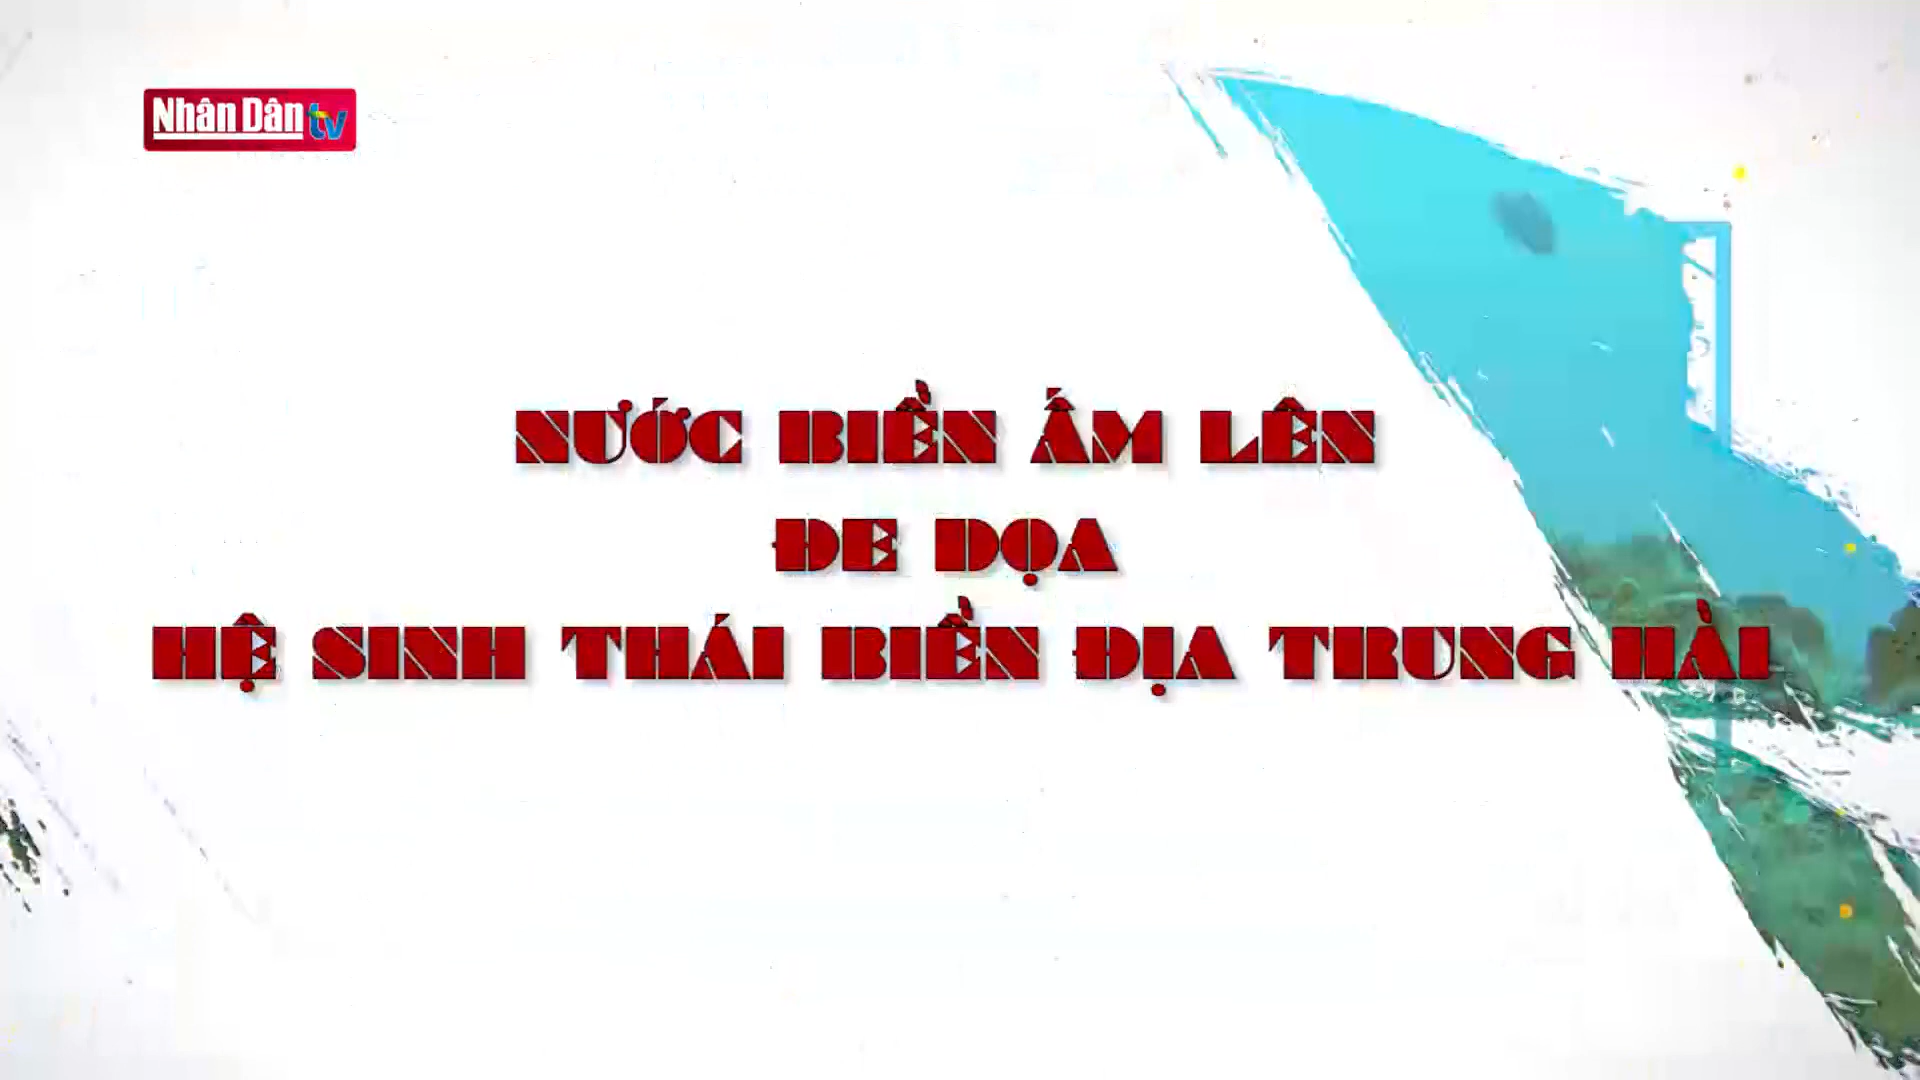 Nhân Dân tv
NƯỚC BIỂN ẤM LÊN
ĐE DỌA
HỆ SINH THÁI BIỂN ĐỊA TRUNG HẢI